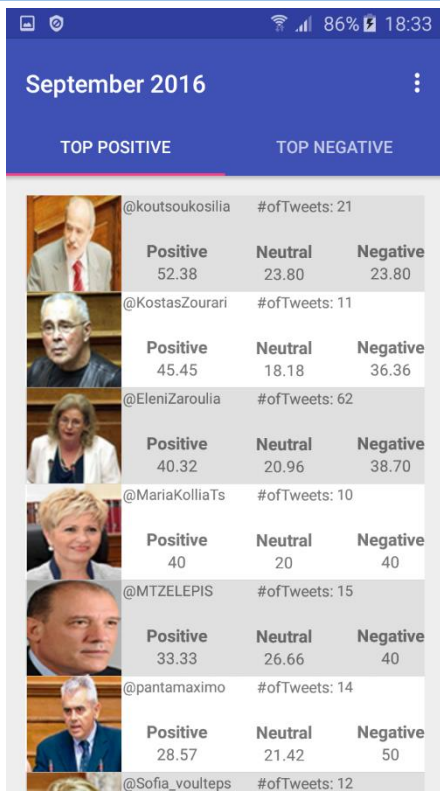 86% 18:33
September 2016
TOP POSITIVE TOP NEGATIVE
@koutsoukosilia #ofTweets: 21
Positive Neutral Negative
52.38 23.80 23.80
@KostasZourari #ofTweets: 11
Positive Neutral Negative
45.45 18.18 36.36
@EleniZaroulia #ofTweets: 62
Positive Neutral Negative
40.32 20.96 38.70
@MariaKolliaTs #ofTweets: 10
Positive Neutral Negative
40 20 40
@MTZELEPIS #ofTweets: 15
Positive Neutral Negative
33.33 26.66 40
@pantamaximo #ofTweets: 14
Positive Neutral Negative
28.57 21.42 50
@Sofia_voulteps #ofTweets: 12